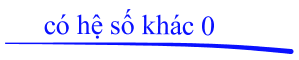 có hệ số khác 0